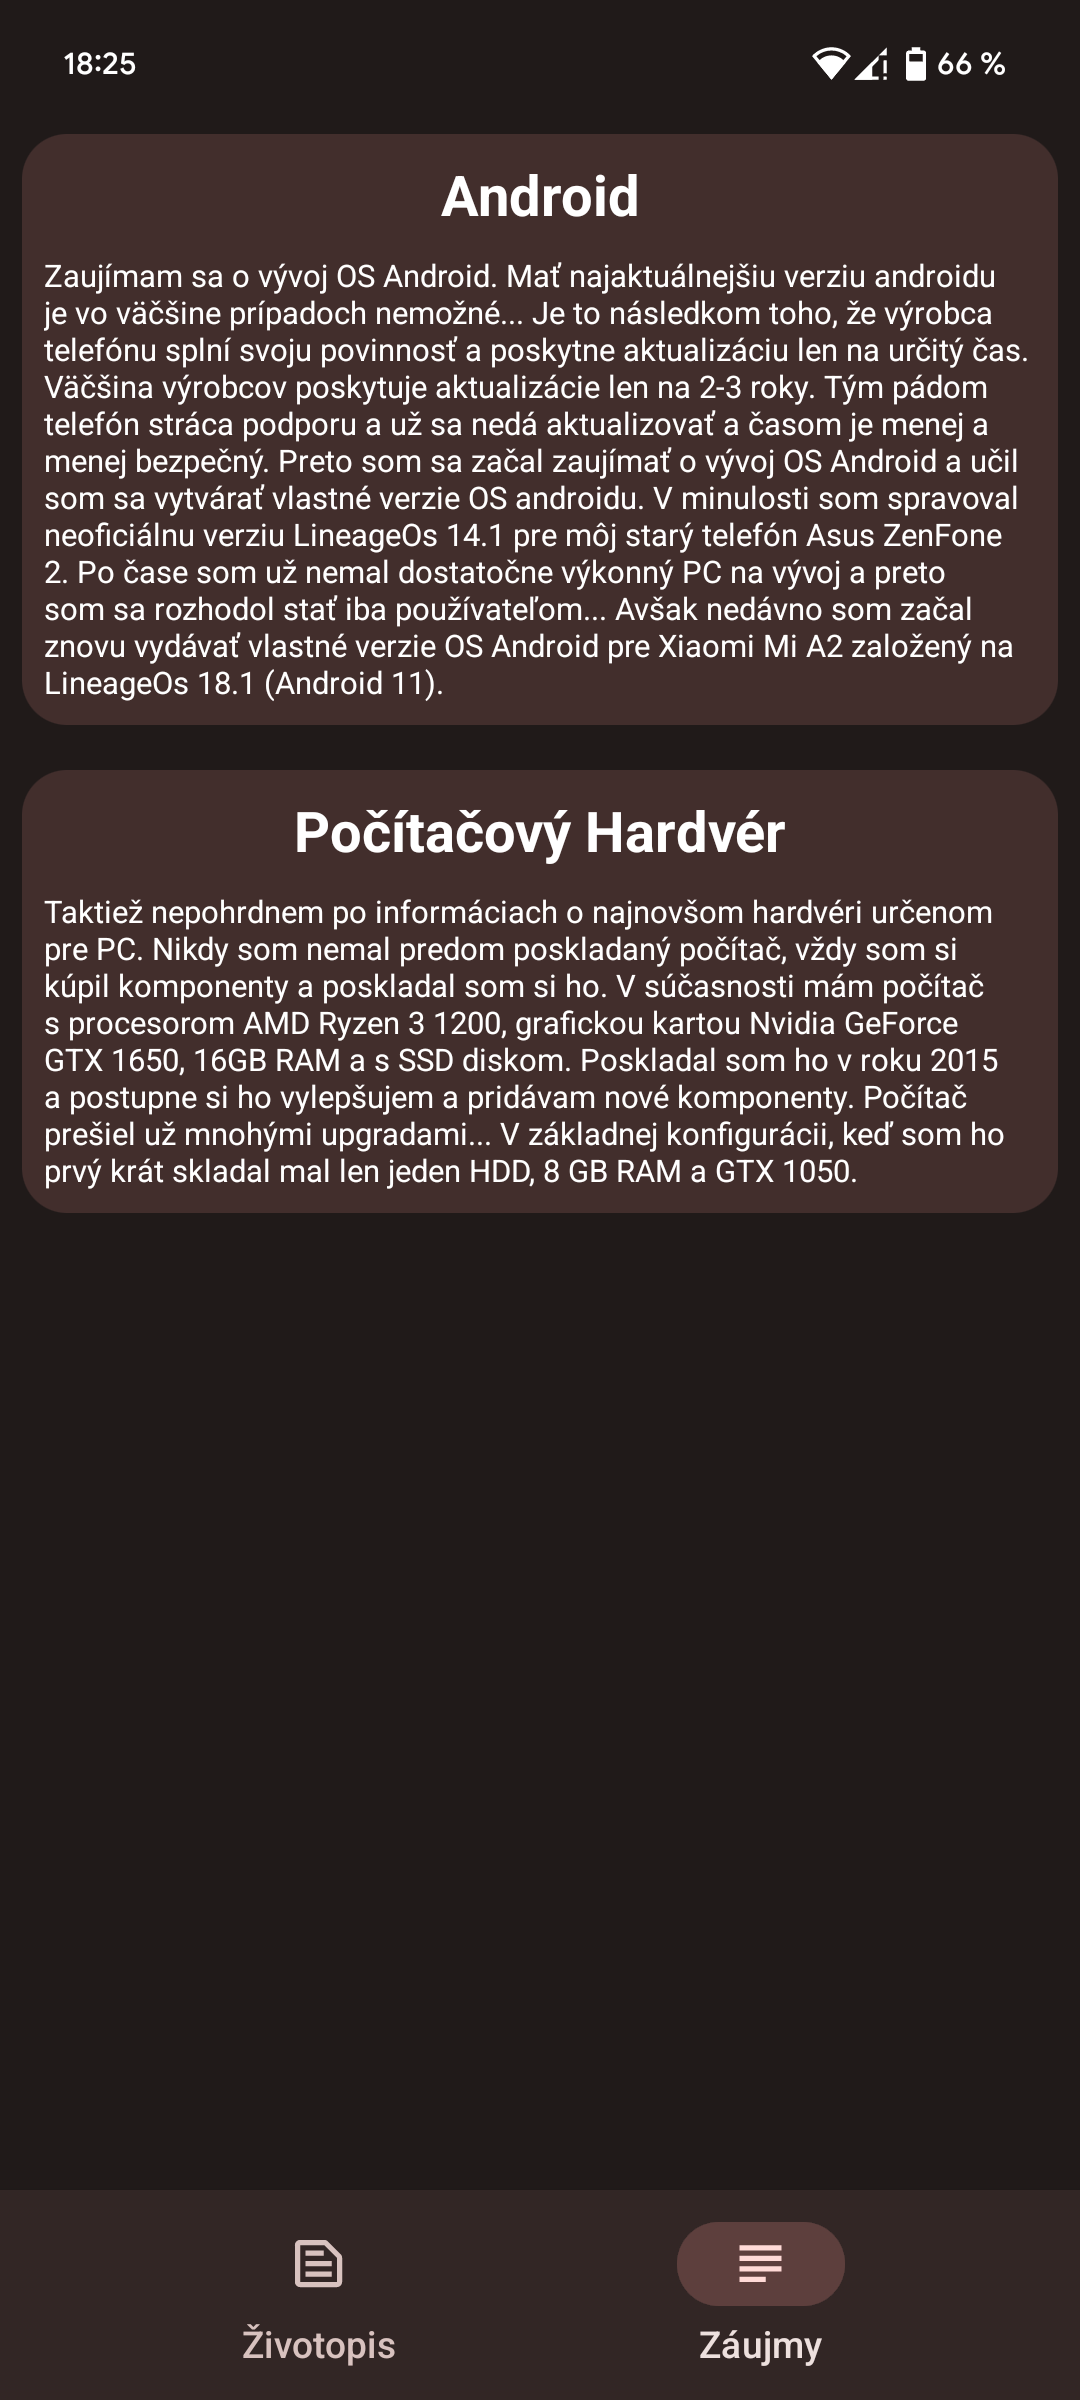 18:25
66 %
Android
Zaujímam sa o vývoj OS Android. Mať najaktuálnejšiu verziu androidu
je vo väčšine prípadoch nemožné... Je to následkom toho, že výrobca
telefónu splní svoju povinnosť a poskytne aktualizáciu len na určitý čas.
Väčšina výrobcov poskytuje aktualizácie len na 2-3 roky. Tým pádom
telefón stráca podporu a už sa nedá aktualizovať a časom je menej a
menej bezpečný. Preto som sa začal zaujímať o vývoj OS Android a učil
som sa vytvárať vlastné verzie OS androidu. V minulosti som spravoval
neoficiálnu verziu LineageOs 14.1 pre môj starý telefón Asus ZenFone
2. Po čase som už nemal dostatočne výkonný PC na vývoj a preto
som sa rozhodol stať iba používateľom... Avšak nedávno som začal
znovu vydávať vlastné verzie OS Android pre Xiaomi Mi A2 založený na
LineageOs 18.1 (Android 11).
Počítačový Hardvér
Taktiež nepohrdnem po informáciach o najnovšom hardvéri určenom
pre PC. Nikdy som nemal predom poskladaný počítač, vždy som si
kúpil komponenty a poskladal som si ho. V súčasnosti mám počítač
s procesorom AMD Ryzen 3 1200, grafickou kartou Nvidia GeForce
GTX 1650, 16GB RAM a s SSD diskom. Poskladal som ho v roku 2015
a postupne si ho vylepšujem a pridávam nové komponenty. Počítač
prešiel už mnohými upgradami... V základnej konfigurácii, keď som ho
prvý krát skladal mal len jeden HDD, 8 GB RAM a GTX 1050.
Životopis
Záujmy